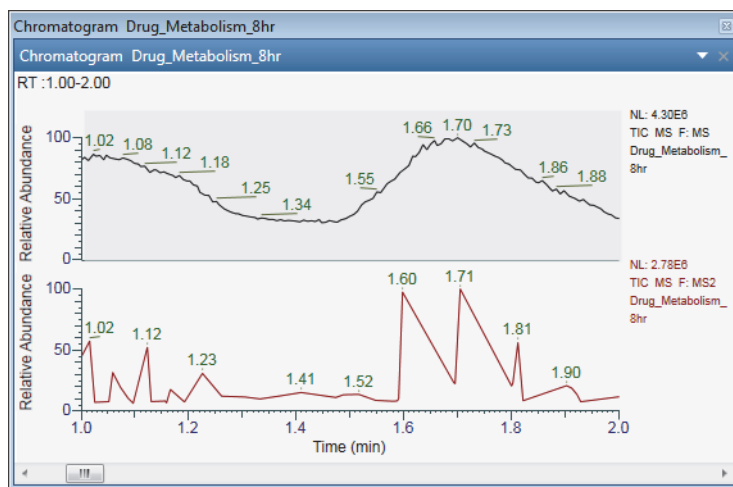 Chromatogram Drug_Metabolism_8hr
Chromatogram Drug_Metabolism_8hr
RT :1.00-2.00
NL: 4.30E6
TIC MS F: MS
Drug_Metabolism_
8hr
Relative Abundance
100
50
0
1.02
1.08
1.12
1.18
1.25
1.34
1.55
1.66
1.70
1.73
1.86
1.88
NL: 2.78E6
TIC MS F: MS2
Drug_Metabolism_
8hr
Relative Abundance
100
50
0
1.02
1.12
1.23
1.41
1.52
1.60
1.71
1.81
1.90
1.0 1.2 1.4 1.6 1.8 2.0
Time (min)